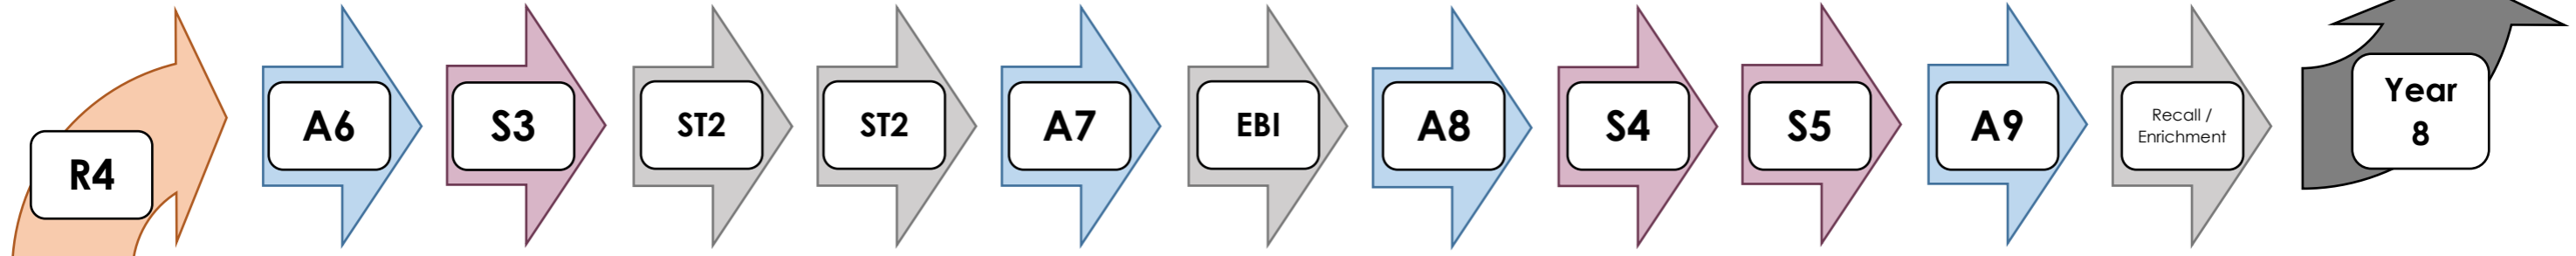 R4
A6
S3
ST2
ST2
A7
EBI
A8
S4
S5
A9
Recall /
Enrichment
Year
8